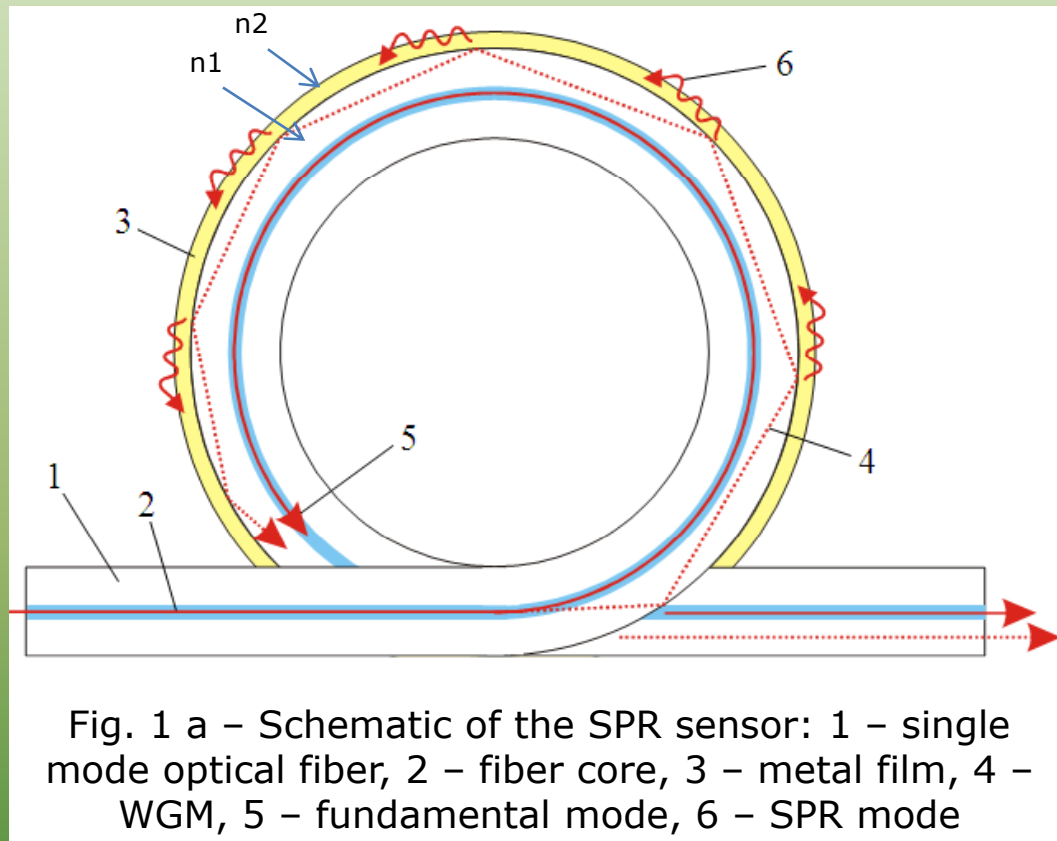 n2
n1
6
3
5
4
1
2
Fig. 1 a – Schematic of the SPR sensor: 1 – single
mode optical fiber, 2 – fiber core, 3 – metal film, 4 –
WGM, 5 – fundamental mode, 6 – SPR mode